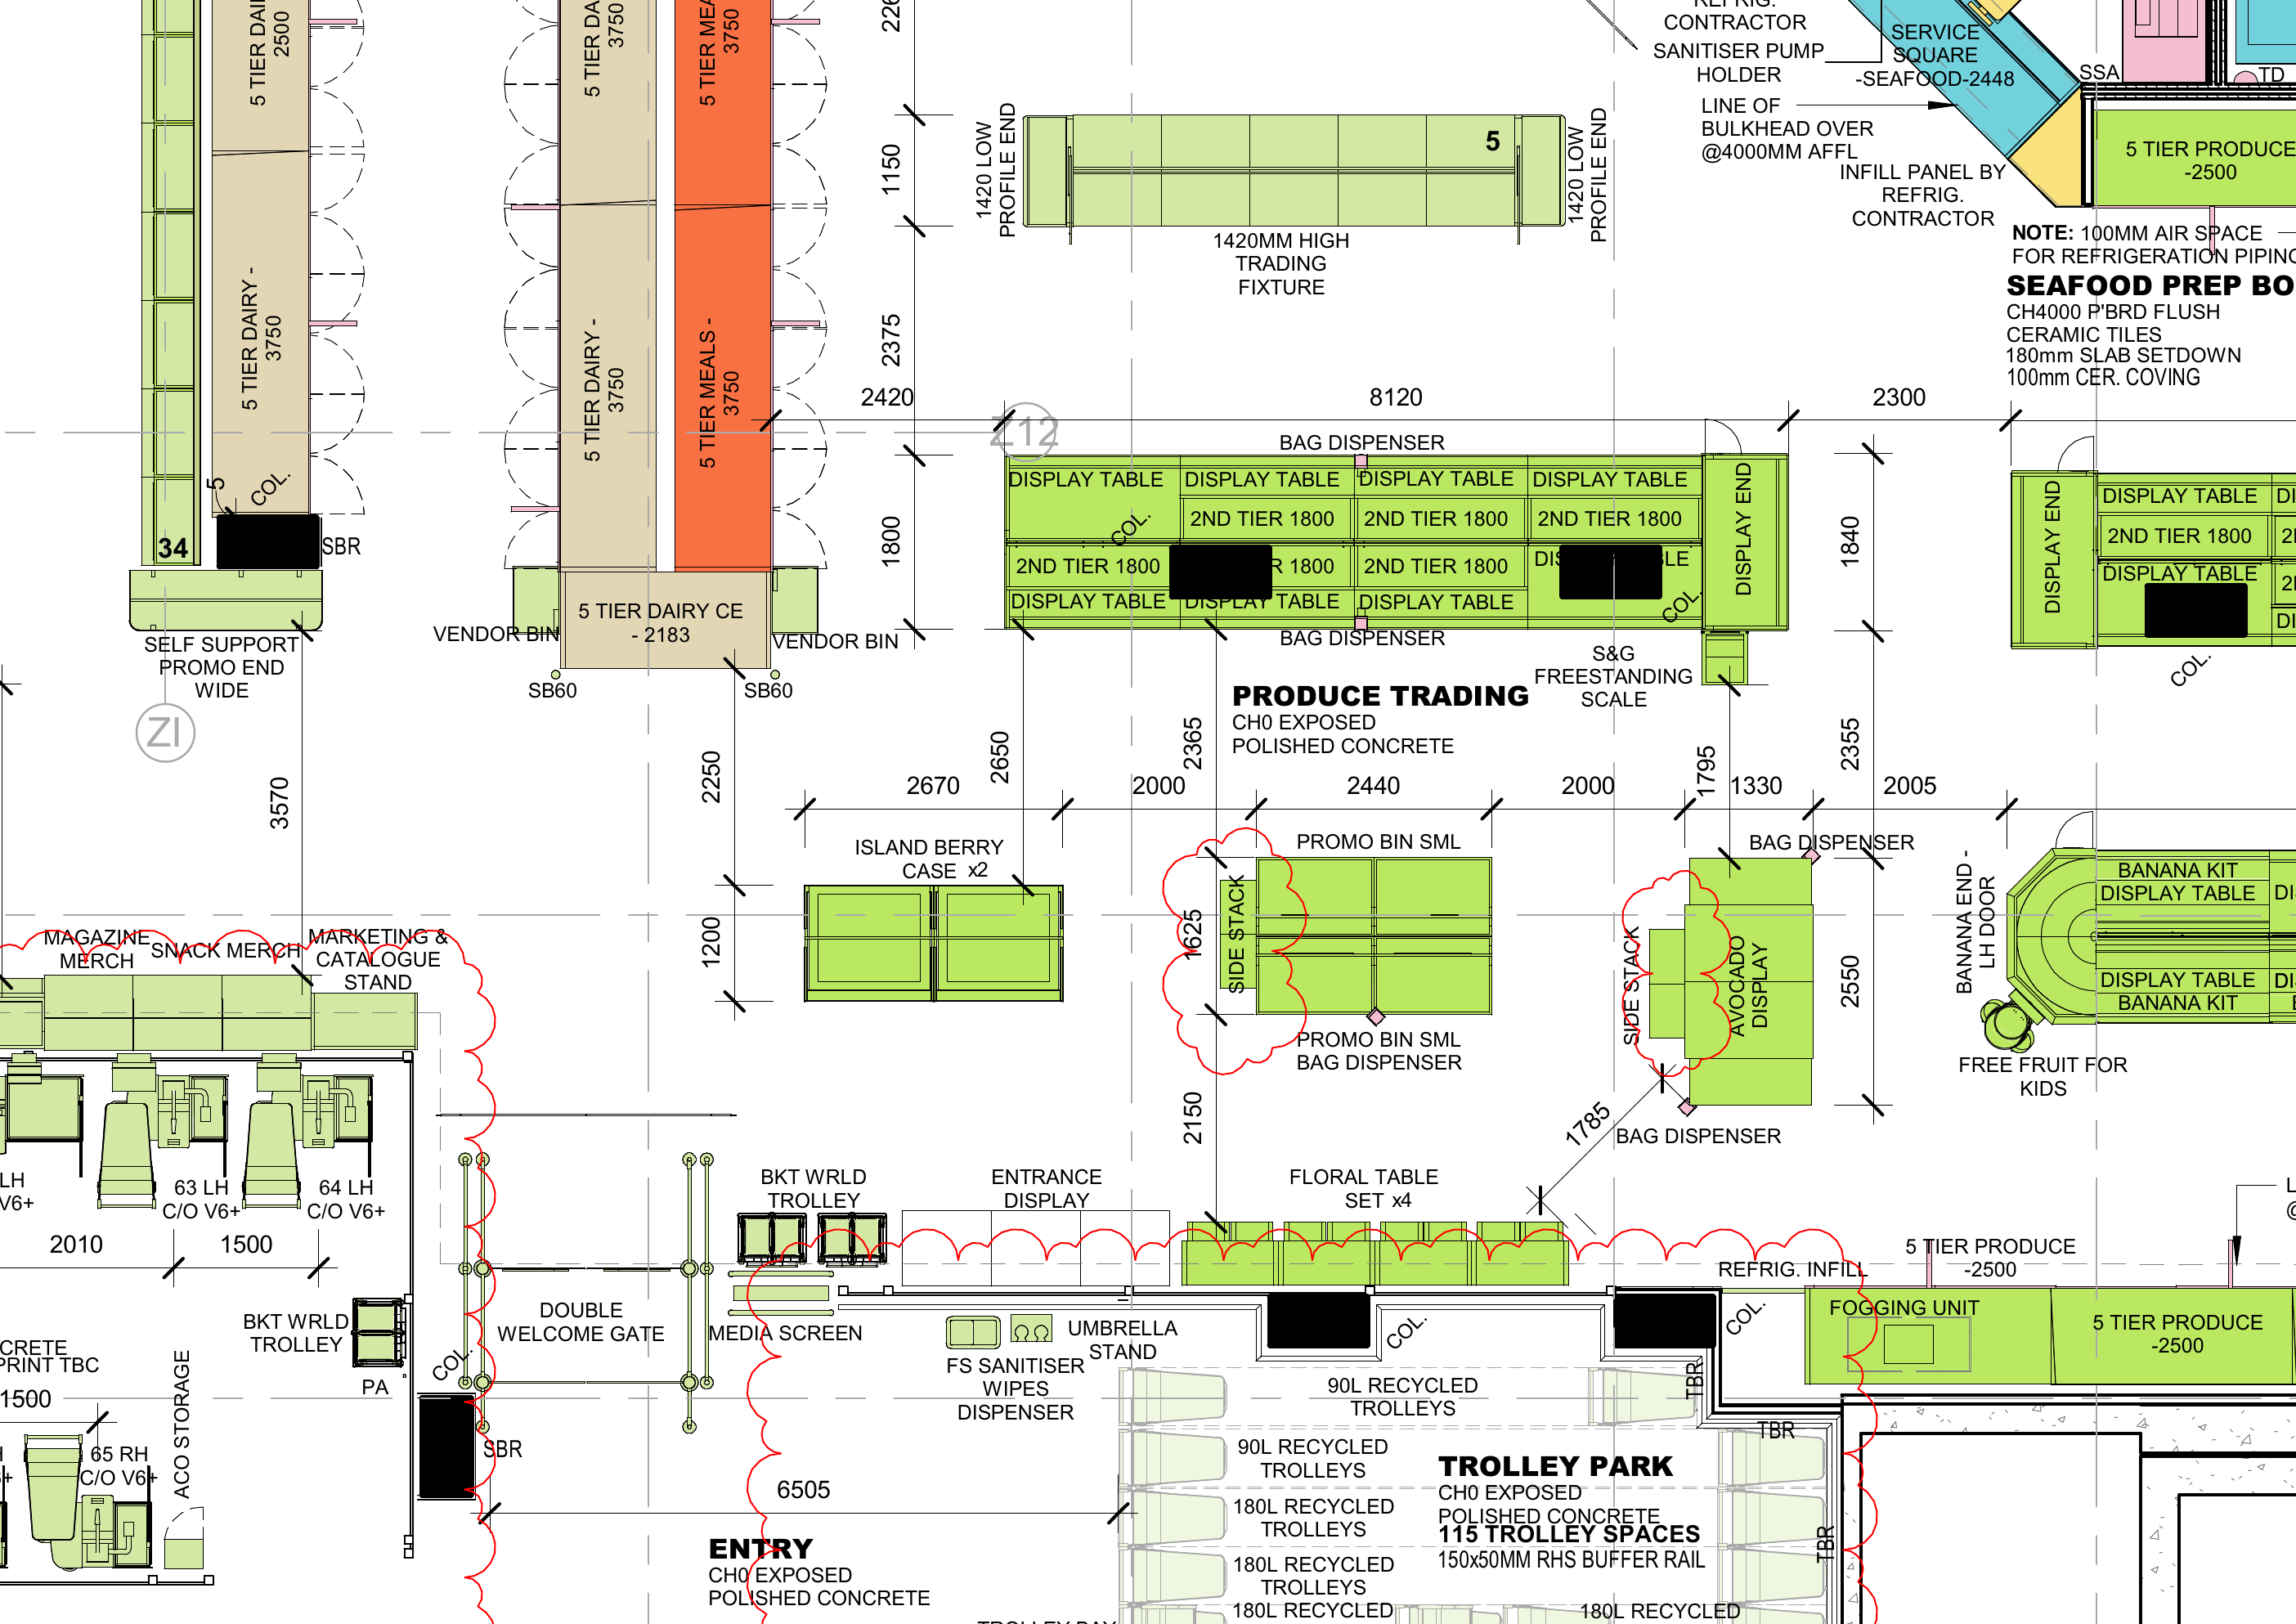 5 TIER DAI
2500
5 TIER DA
3750
5 TIER MEA
3750
226
REFRIG.
CONTRACTOR
SANITISER PUMP
HOLDER
SERVICE
SQUARE
-SEAFOOD-2448
SSA
TD
LINE OF
BULKHEAD OVER
@4000MM AFFL
INFILL PANEL BY
REFRIG.
CONTRACTOR
5 TIER PRODUCE
-2500
1150
1420 LOW
PROFILE END
5
1420 LOW
PROFILE END
1420MM HIGH
TRADING
FIXTURE
NOTE: 100MM AIR SPACE
FOR REFRIGERATION PIPING
SEAFOOD PREP BO
CH4000 P'BRD FLUSH
CERAMIC TILES
180mm SLAB SETDOWN
100mm CER. COVING
5 TIER DAIRY -
3750
5 TIER DAIRY -
3750
5 TIER MEALS -
3750
2375
2420
8120
2300
Z12
BAG DISPENSER
5
COL.
34
SBR
1800
DISPLAY TABLE
DISPLAY TABLE
DISPLAY TABLE
DISPLAY TABLE
2ND TIER 1800
2ND TIER 1800
2ND TIER 1800
COL.
2ND TIER 1800
R 1800
2ND TIER 1800
DISPLAY TABLE
DISPLAY TABLE
DISPLAY TABLE
COL.
DISPLAY END
1840
DISPLAY END
DISPLAY TABLE
DI
2ND TIER 1800
2
DISPLAY TABLE
2
DI
COL.
BAG DISPENSER
SELF SUPPORT
PROMO END
WIDE
ZI
VENDOR BIN
5 TIER DAIRY CE
- 2183
VENDOR BIN
SB60
SB60
S&G
FREESTANDING
SCALE
PRODUCE TRADING
CH0 EXPOSED
POLISHED CONCRETE
3570
2250
2650
2365
1795
2355
2670
2000
2440
2000
1330
2005
ISLAND BERRY
CASE x2
PROMO BIN SML
BAG DISPENSER
1200
1625
SIDE STACK
SIDE STACK
AVOCADO
DISPLAY
2550
BANANA END -
LH DOOR
BANANA KIT
DISPLAY TABLE
DI
DISPLAY TABLE
DI
BANANA KIT
PROMO BIN SML
BAG DISPENSER
FREE FRUIT FOR
KIDS
MAGAZINE
MERCH
SNACK MERCH
MARKETING &
CATALOGUE
STAND
2150
1785
BAG DISPENSER
LH
V6+
63 LH
C/O V6+
64 LH
C/O V6+
2010
1500
BKT WRLD
TROLLEY
ENTRANCE
DISPLAY
FLORAL TABLE
SET x4
5 TIER PRODUCE
-2500
REFRIG. INFILL
FOGGING UNIT
5 TIER PRODUCE
-2500
L
@
BKT WRLD
TROLLEY
PA
COL.
DOUBLE
WELCOME GATE
MEDIA SCREEN
UMBRELLA
STAND
FS SANITISER
WIPES
DISPENSER
COL.
COL.
TBR
TBR
TBR
CRETE
PRINT TBC
1500
ACO STORAGE
65 RH
C/O V6+
SBR
6505
ENTRY
CH0 EXPOSED
POLISHED CONCRETE
90L RECYCLED
TROLLEYS
90L RECYCLED
TROLLEYS
180L RECYCLED
TROLLEYS
180L RECYCLED
TROLLEYS
180L RECYCLED
TROLLEY PARK
CH0 EXPOSED
POLISHED CONCRETE
115 TROLLEY SPACES
150x50MM RHS BUFFER RAIL
180L RECYCLED
TROLLEY BAY